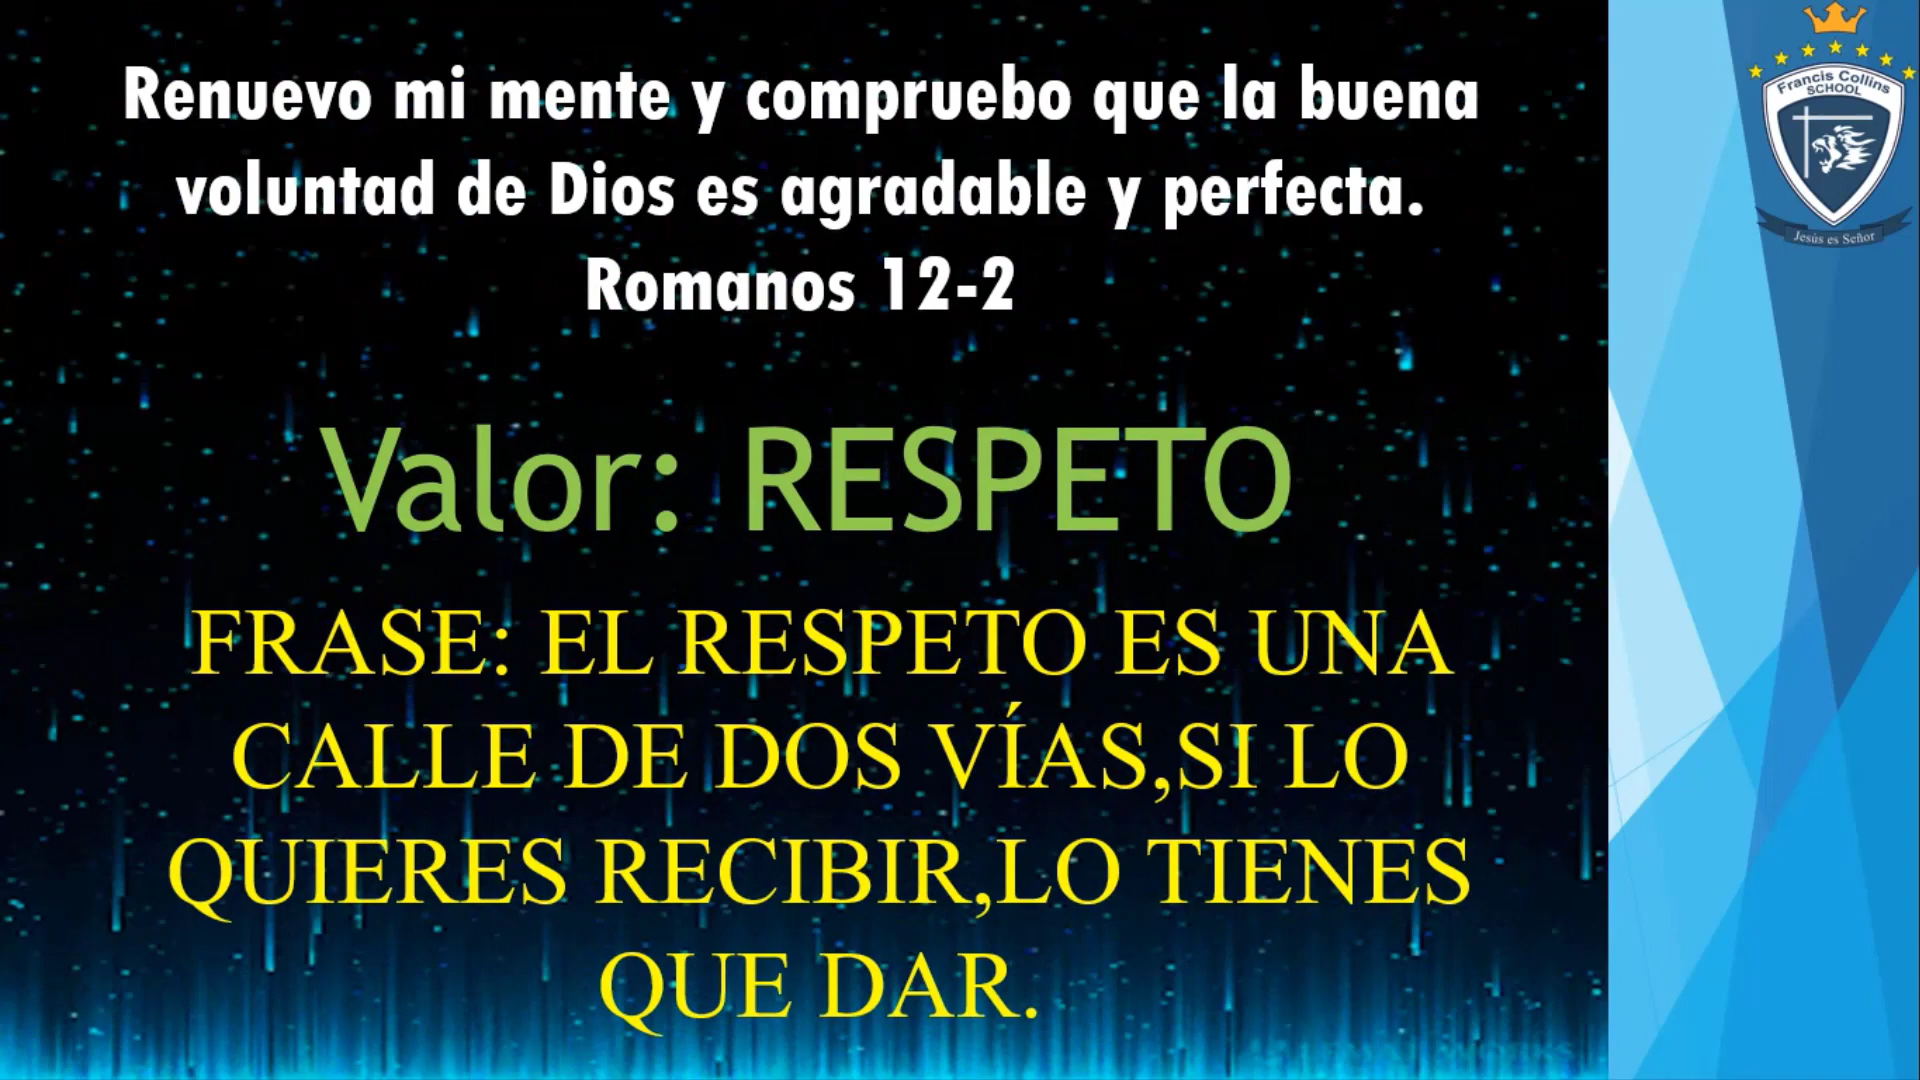 Renuevo mi mente y compruebo que la buena
voluntad de Dios es agradable y perfecta.
Romanos 12-2
Valor: RESPETO
FRASE: EL RESPETO ES UNA
CALLE DE DOS VÍAS,SI LO
QUIERES RECIBIR,LO TIENES
QUE DAR.
Francis Collins
SCHOOL
Jesús es Señor